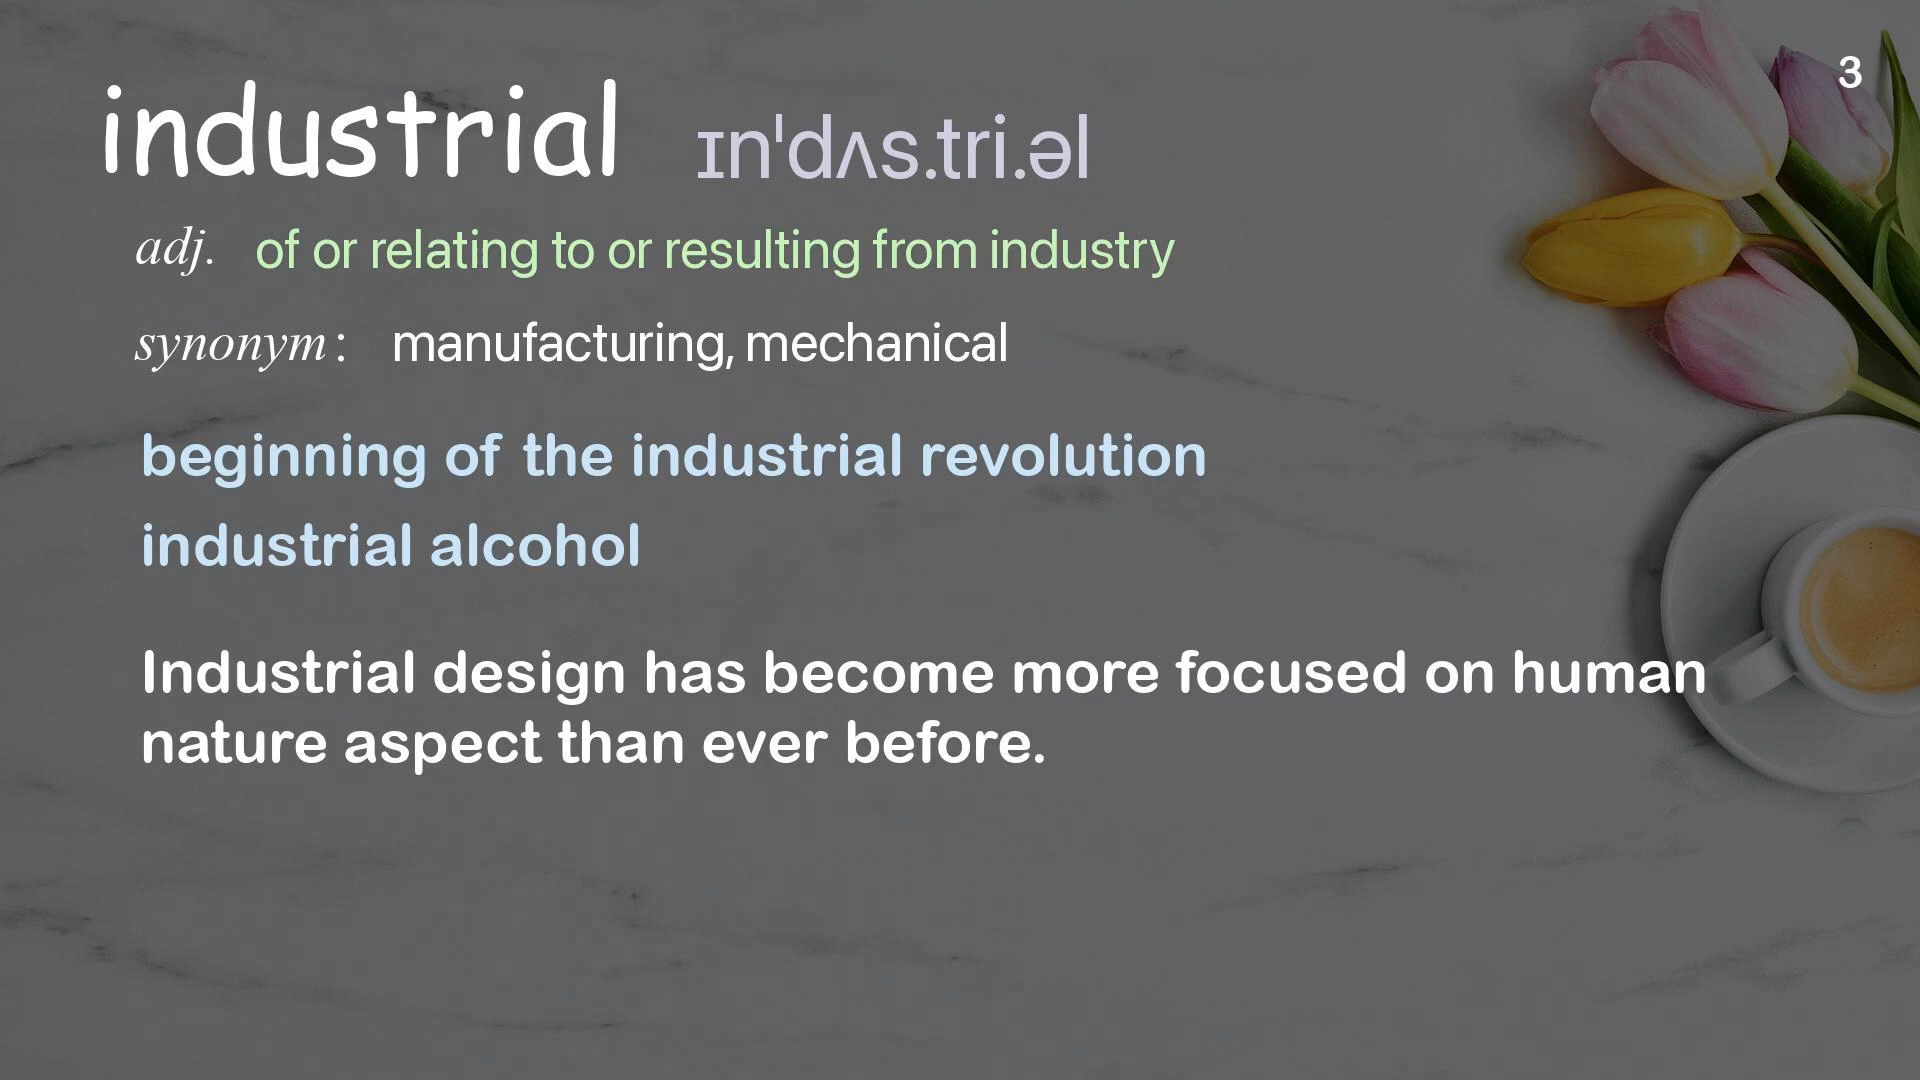 3
industrial ɪnˈdʌs.tri.əl
adj. of or relating to or resulting from industry
synonym: manufacturing, mechanical
beginning of the industrial revolution
industrial alcohol
Industrial design has become more focused on human
nature aspect than ever before.